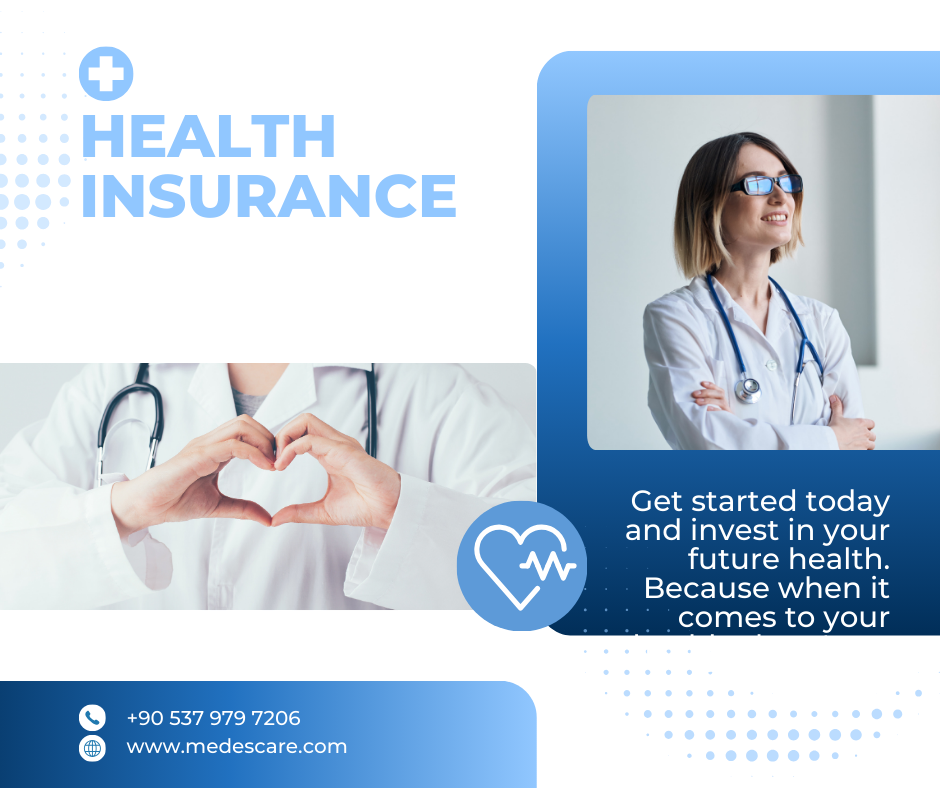 HEALTH
INSURANCE
Get started today
and invest in your
future health.
Because when it
comes to your
+90 537 979 7206
www.medescare.com